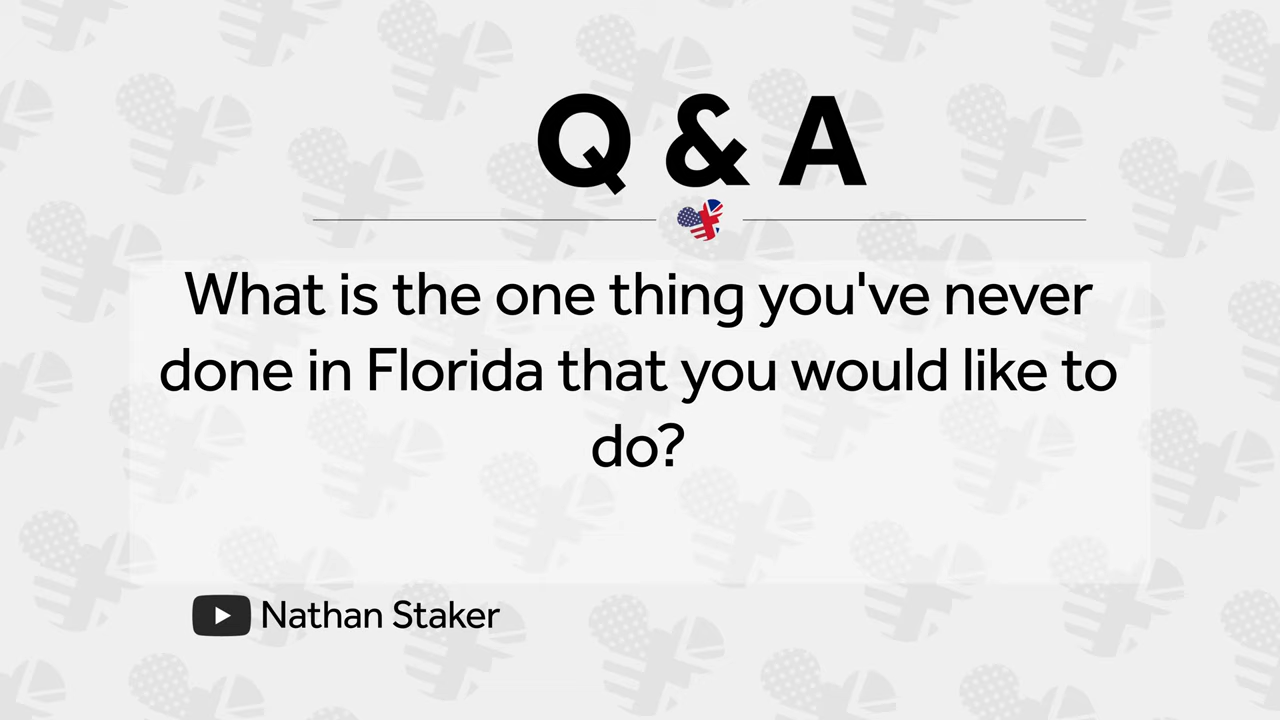 Q & A
What is the one thing you've never
done in Florida that you would like to
do?
Nathan Staker